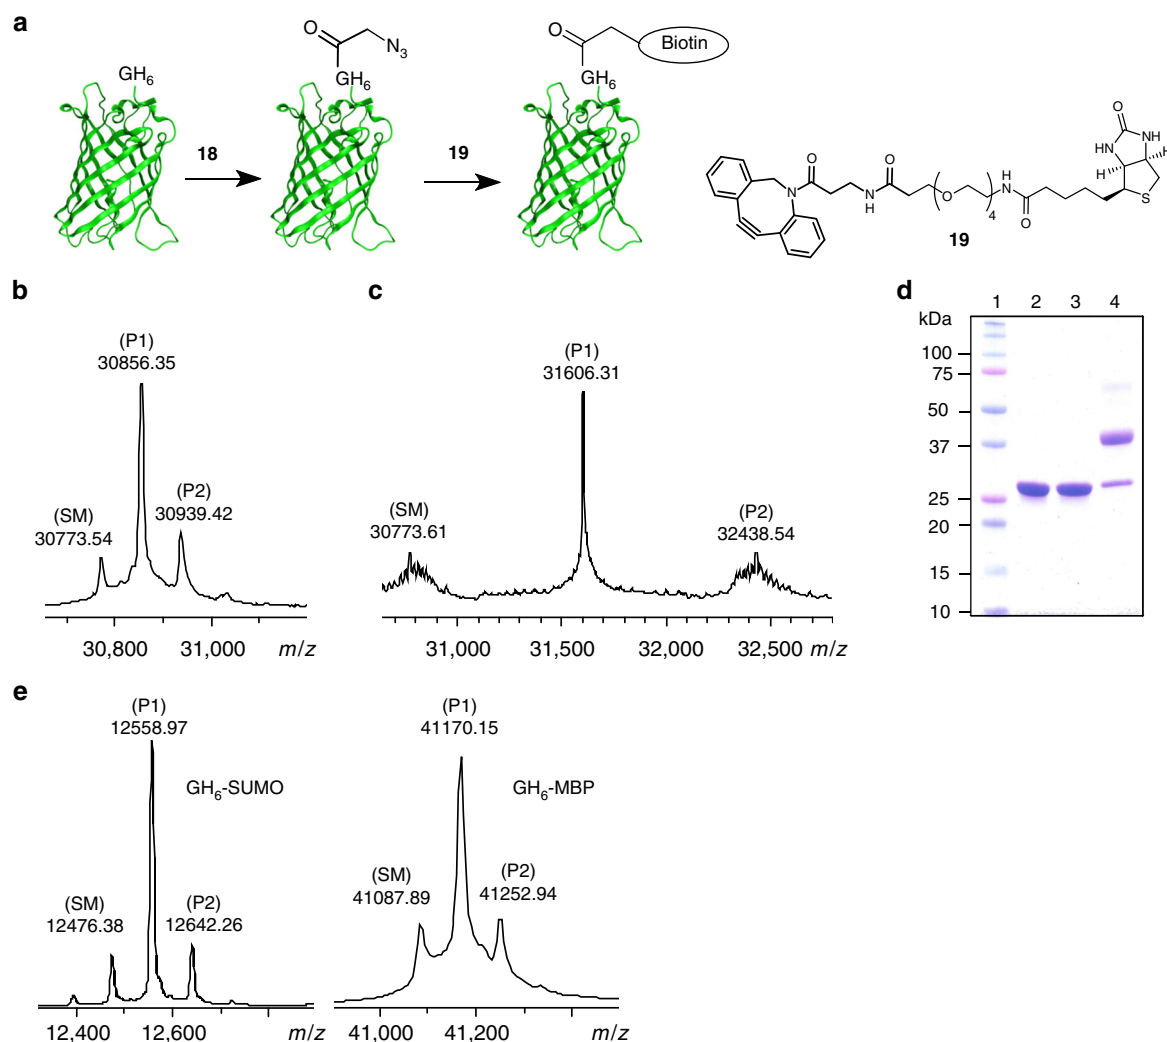 a
GH6
18
O
N3
GH6
19
O
Biotin
GH6
O
N
O
N
H
O
O
4
H
N
O
O
HN
NH
H
H
S
19
b
(P1)
30856.35
(P2)
30939.42
(SM)
30773.54
30,800 31,000 m/z
c
(P1)
31606.31
(SM)
30773.61
(P2)
32438.54
31,000 31,500 32,000 32,500 m/z
d
1 2 3 4
kDa
100
75
50
37
25
20
15
10
e
(P1)
12558.97
GH6-SUMO
(SM)
12476.38
(P2)
12642.26
12,400 12,600 m/z
(P1)
41170.15
GH6-MBP
(SM)
41087.89
(P2)
41252.94
41,000 41,200 m/z